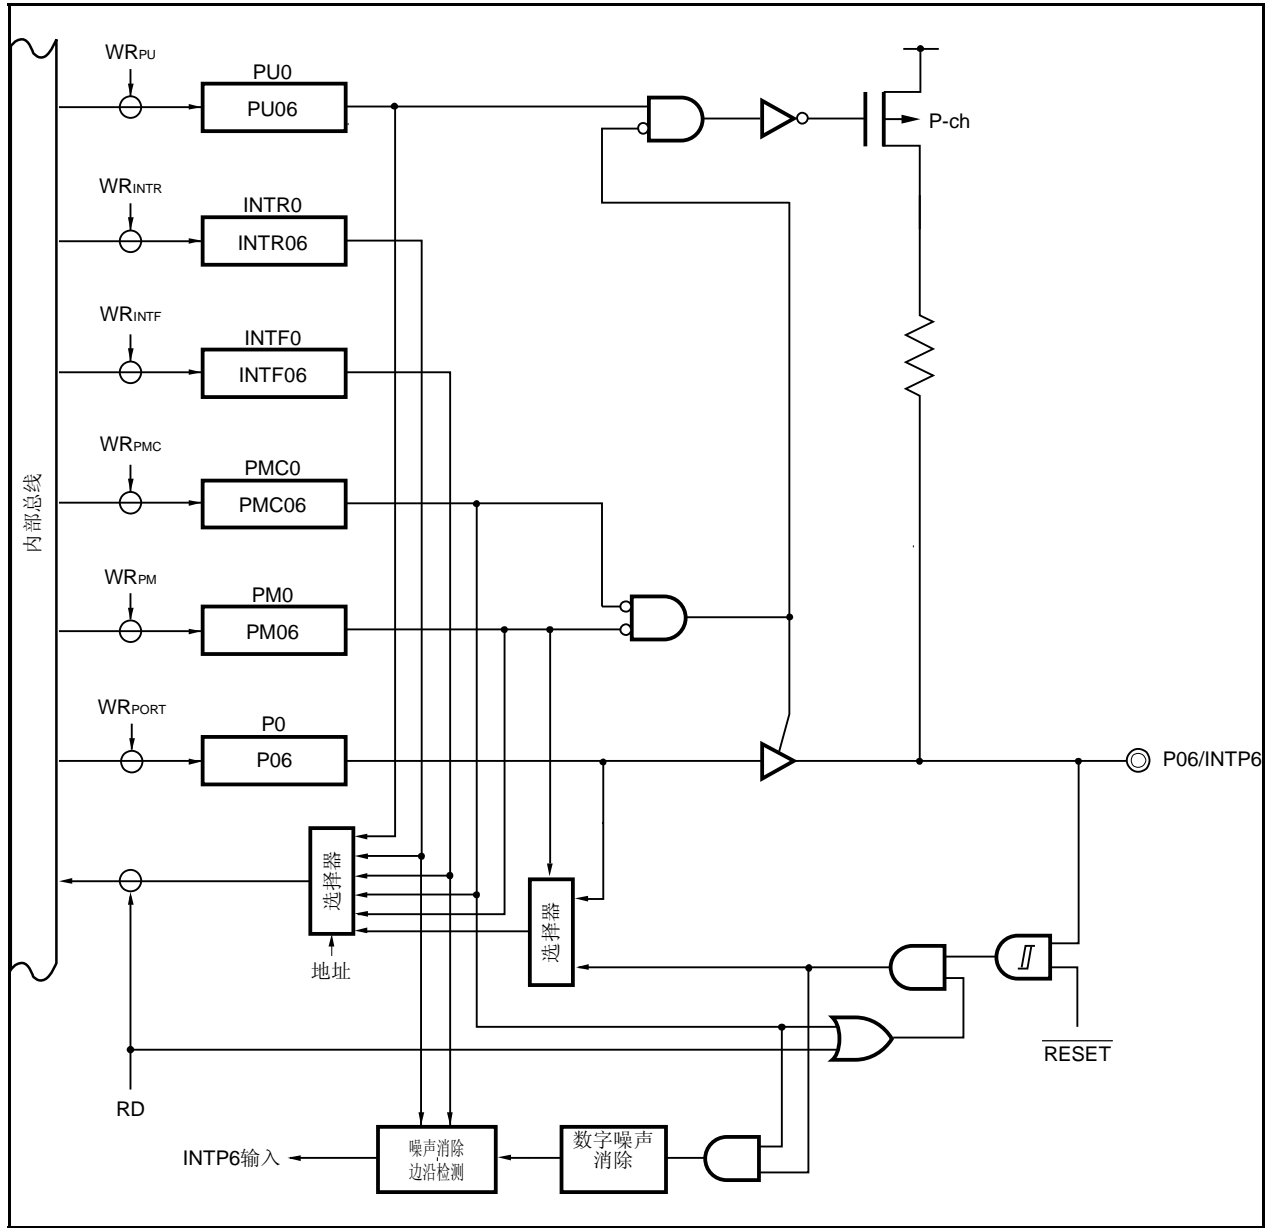 WRPU
PU0
PU06
P-ch
WRINTR
INTR0
INTR06
WRINTF
INTF0
INTF06
WRPMC
PMC0
PMC06
内部总线
WRPM
PM0
PM06
WRPORT
P0
P06
P06/INTP6
选择器
选择器
地址
RESET
RD
INTP6输入
噪声消除
边沿检测
数字噪声
消除